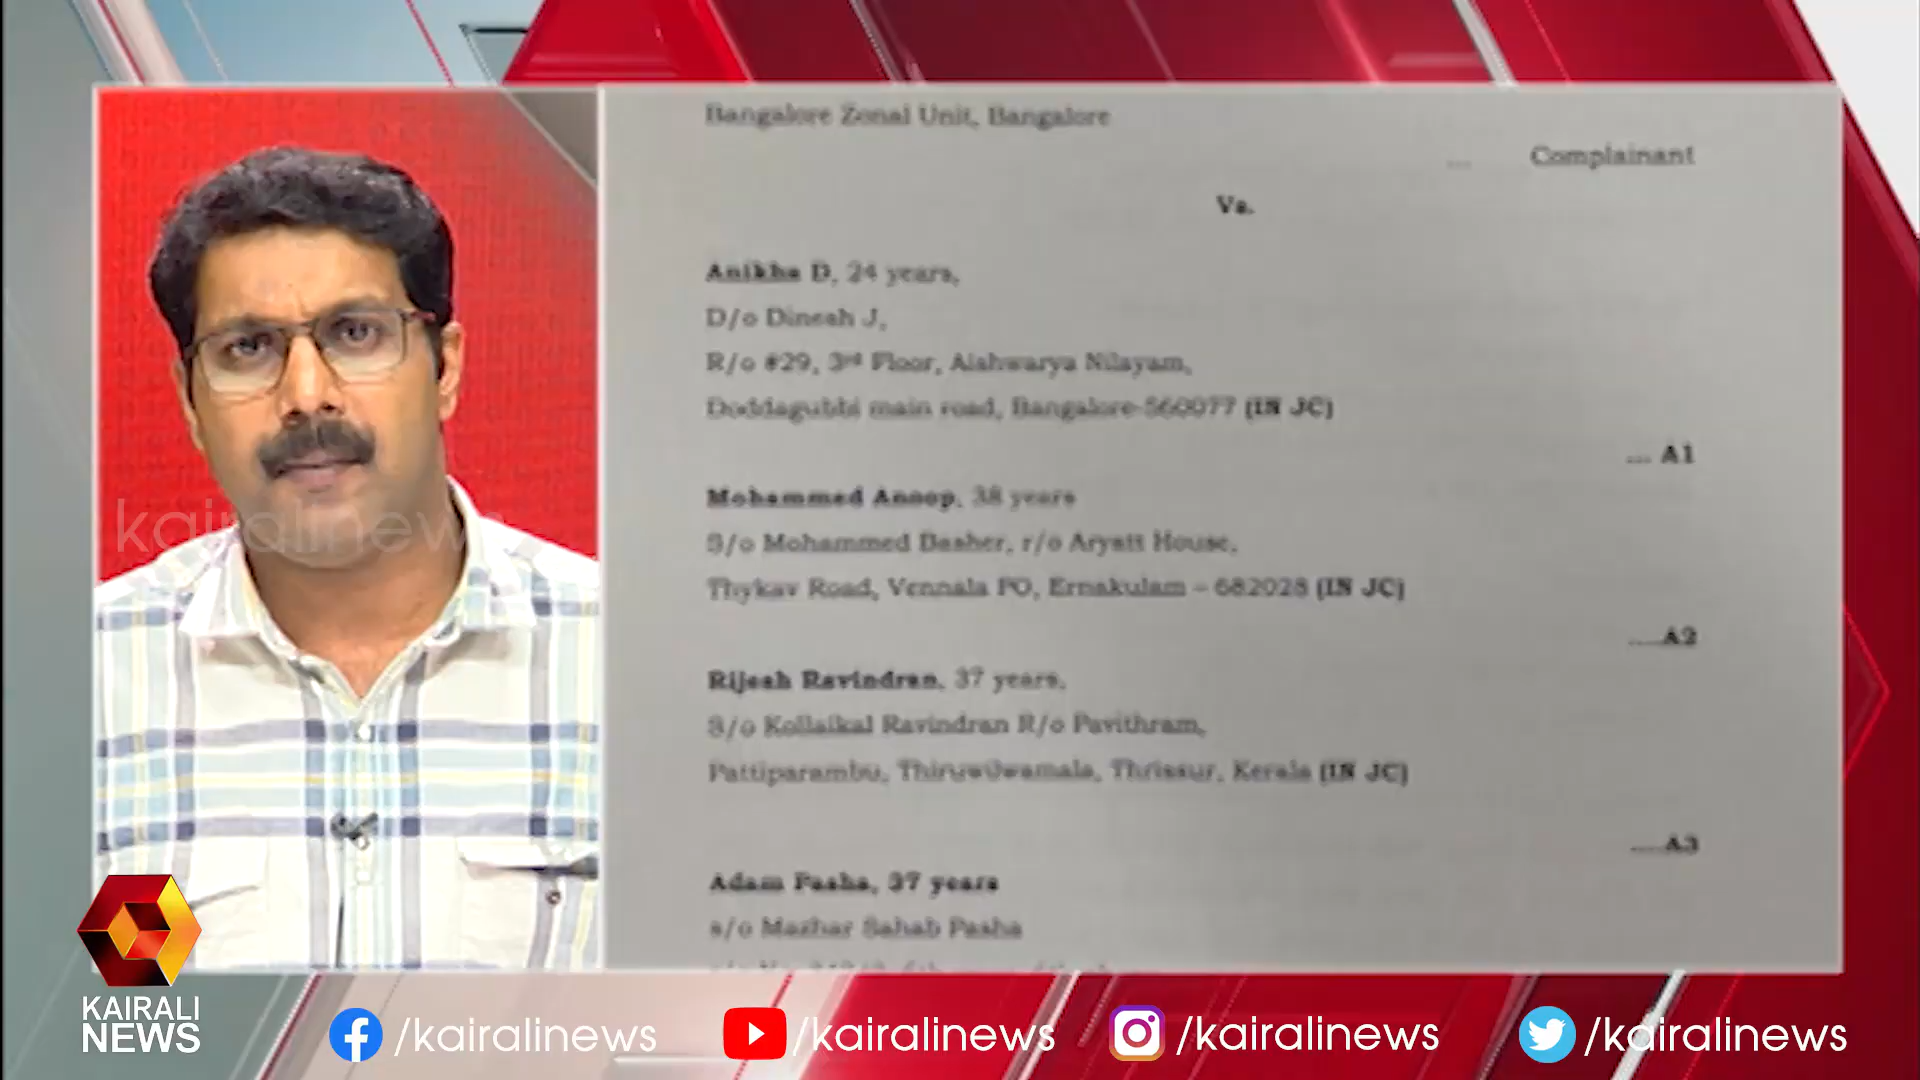 Bangalore Zonal Unit, Bangalore
... Complainant
Vs.
Anikha D, 24 years,
D/o Dinesh J,
R/o #29, 3rd Floor, Aishwarya Nilayam,
Doddagubbi main road, Bangalore-560077 (IN JC)
... A1
Mohammed Anoop, 38 years
S/o Mohammed Basher, r/o Aryatt House,
Thykav Road, Vennala PO, Ernakulam – 682028 (IN JC)
....A2
Rijesh Ravindran, 37 years,
S/o Kollaikal Ravindran R/o Pavithram,
Pattiparambu, Thiruwilwamala, Thrissur, Kerala (IN JC)
....A3
Adam Pasha, 37 years
s/o Mazhar Sahab Pasha
kairalinews
KAIRALI
NEWS
/kairalinews
/kairalinews
/kairalinews
/kairalinews